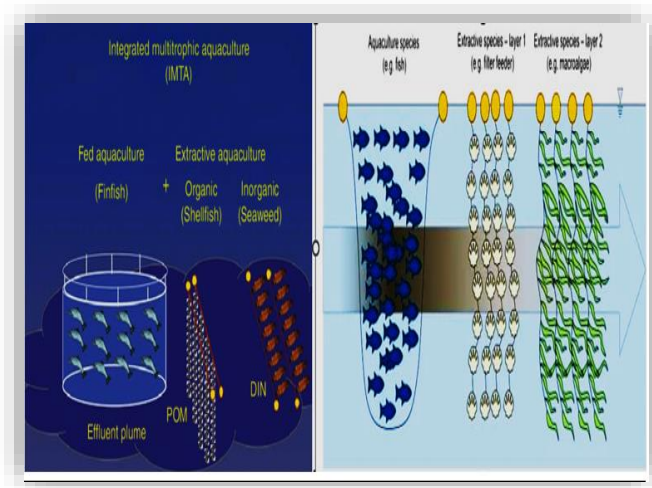 Integrated multitrophic aquaculture
(IMTA)
Fed aquaculture
(Finfish)
+
Extractive aquaculture
Organic
(Shellfish)
Inorganic
(Seaweed)
POM
DIN
Effluent plume
Aquaculture species
(e.g. fish)
Extractive species – layer 1
(e.g. filter feeder)
Extractive species – layer 2
(e.g. macroalgae)